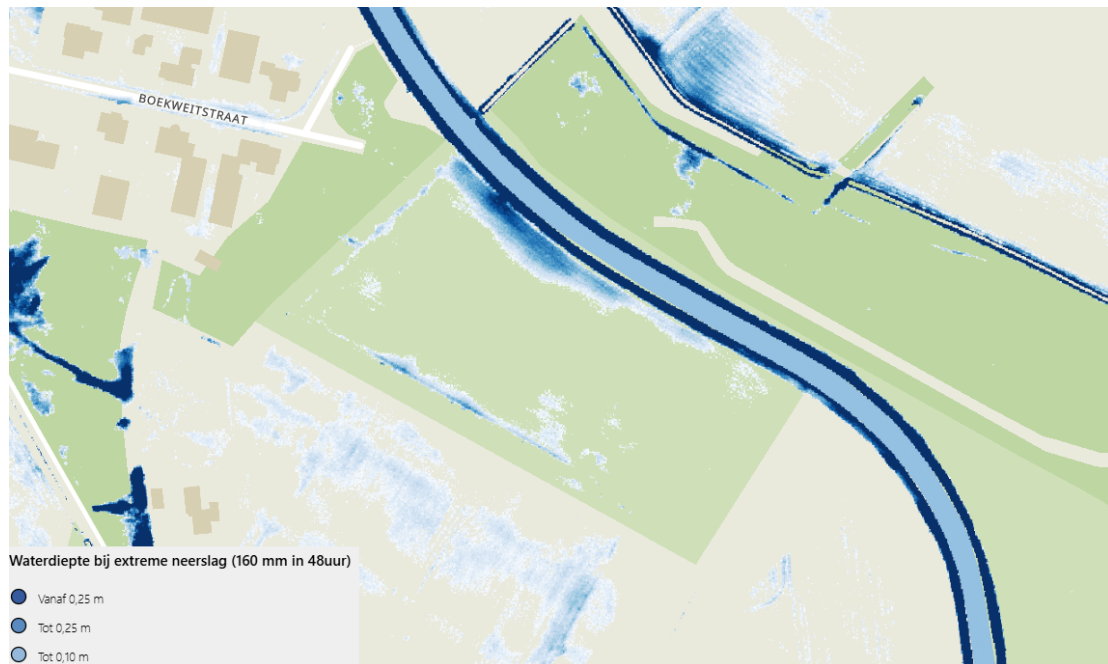 BOEKWEITSTRAAT
Waterdiepte bij extreme neerslag (160 mm in 48uur)
Vanaf 0,25 m
Tot 0,25 m
Tot 0,10 m